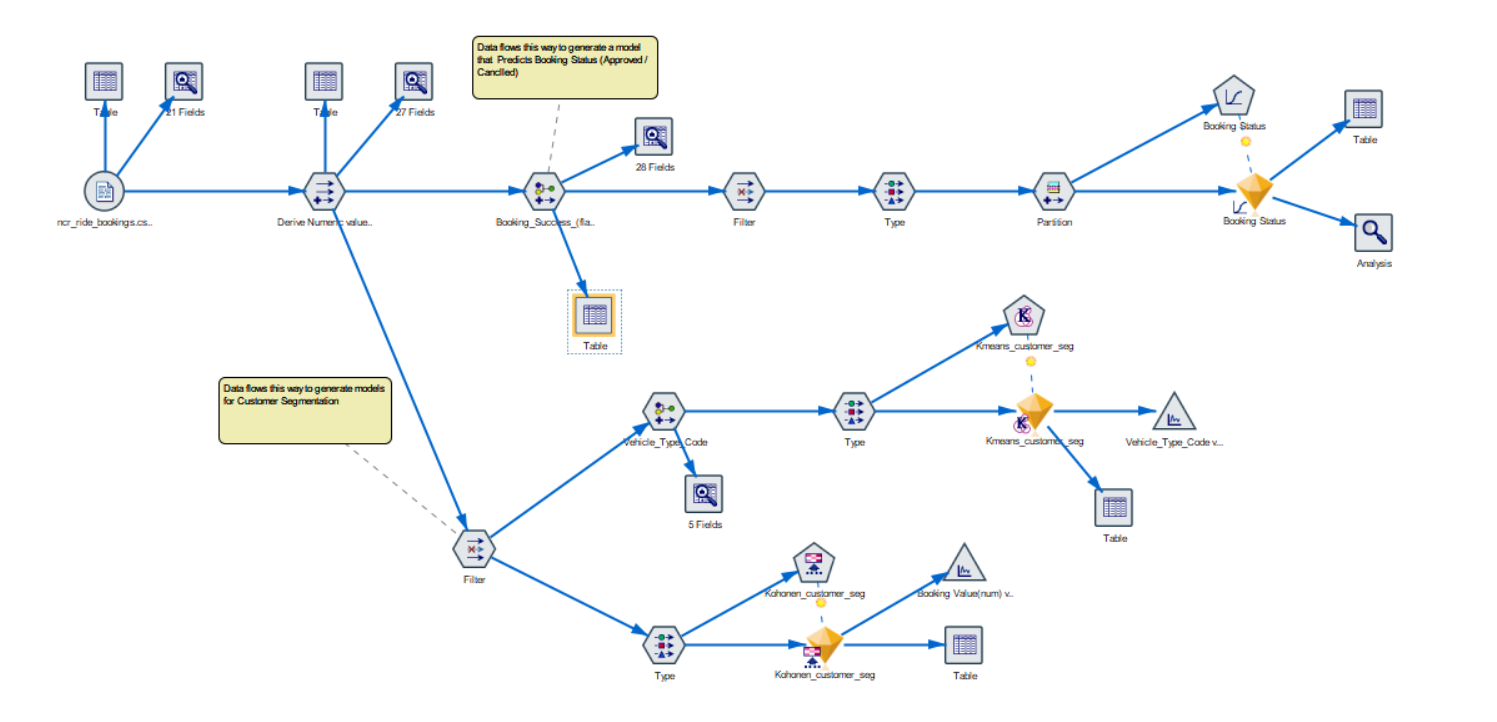 Data flows this way to generate a model
that Predicts Booking Status (Approved /
Canclled)
Table
21 Fields
Table
27 Fields
28 Fields
Booking Status
Table
ncr_ride_bookings.cs...
Derive Numeric value...
Booking_Success_(fla...
Filter
Type
Partition
Booking Status
Analysis
Table
Kmeans_customer_seg
Data flows this way to generate models
for Customer Segmentation
Vehicle_Type_Code
Type
Kmeans_customer_seg
Vehicle_Type_Code v...
5 Fields
Table
Filter
Kohonen_customer_seg
Booking Value(num) v...
Type
Kohonen_customer_seg
Table